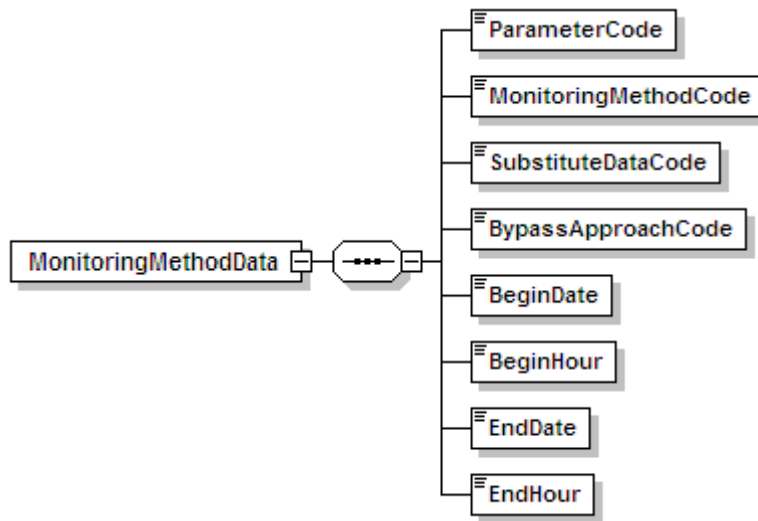 ParameterCode
MonitoringMethodCode
SubstituteDataCode
MonitoringMethodData
BypassApproachCode
BeginDate
BeginHour
EndDate
EndHour